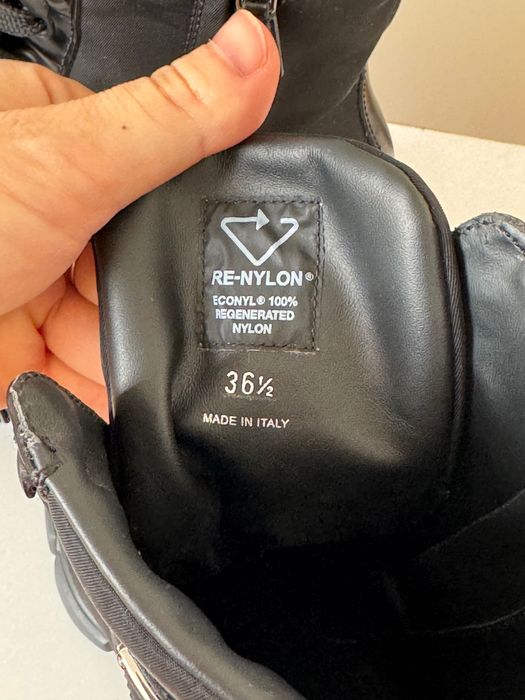 RE-NYLON®
ECONYL® 100%
REGENERATED
NYLON
36½
MADE IN ITALY